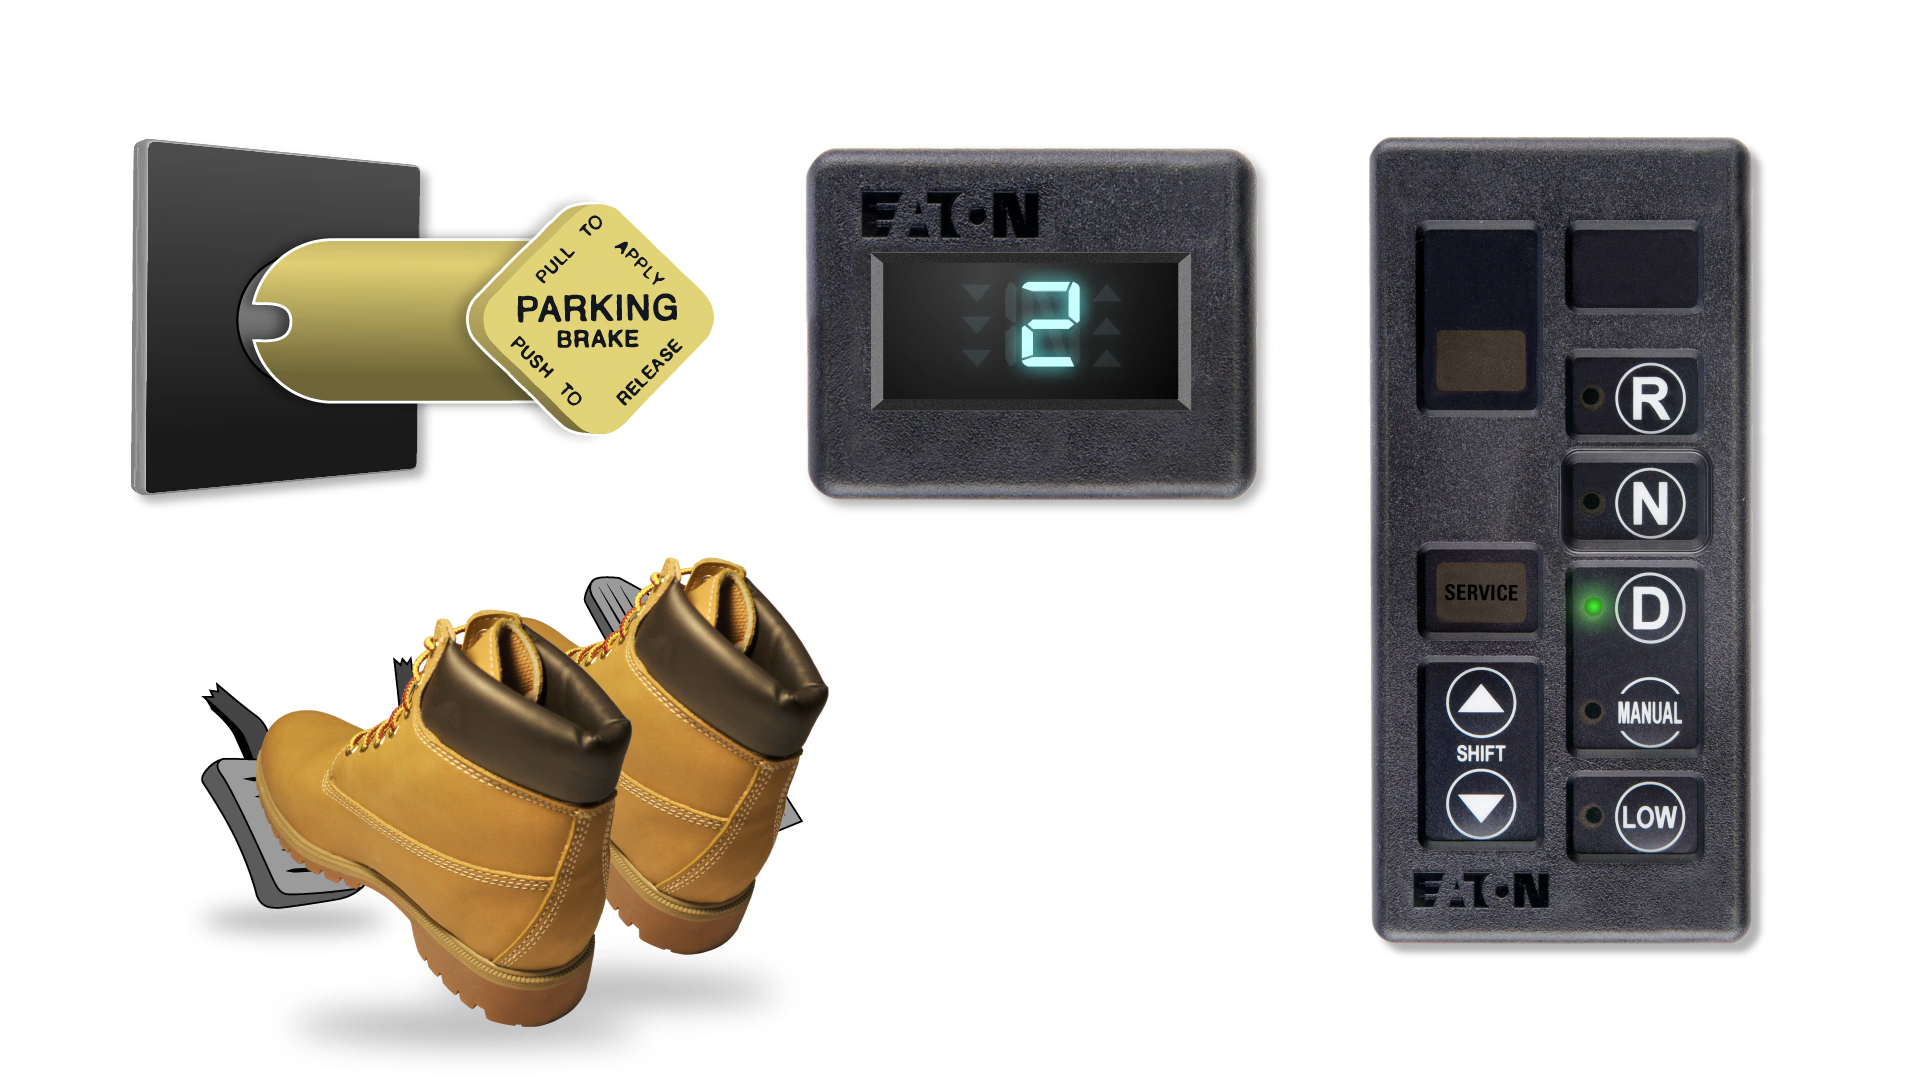 PULL TO APPLY
PARKING
BRAKE
PUSH TO RELEASE
EATON
2
R
N
D
SERVICE
MANUAL
SHIFT
LOW
EATON